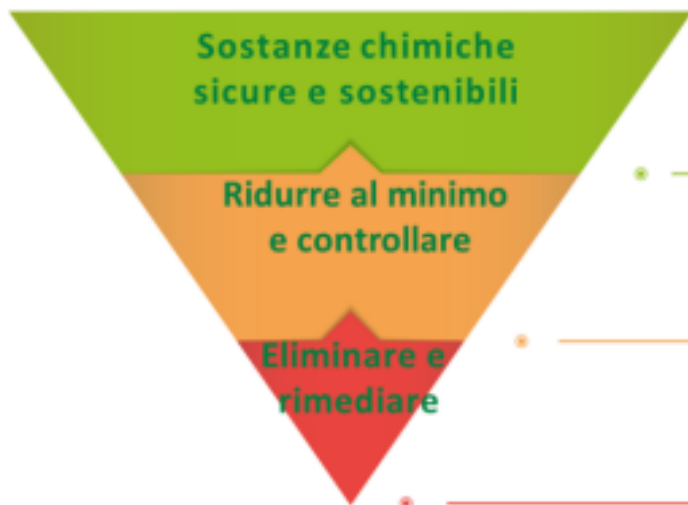 Sostanze chimiche
sicure e sostenibili
Ridurre al minimo
e controllare
Eliminare e
rimediare